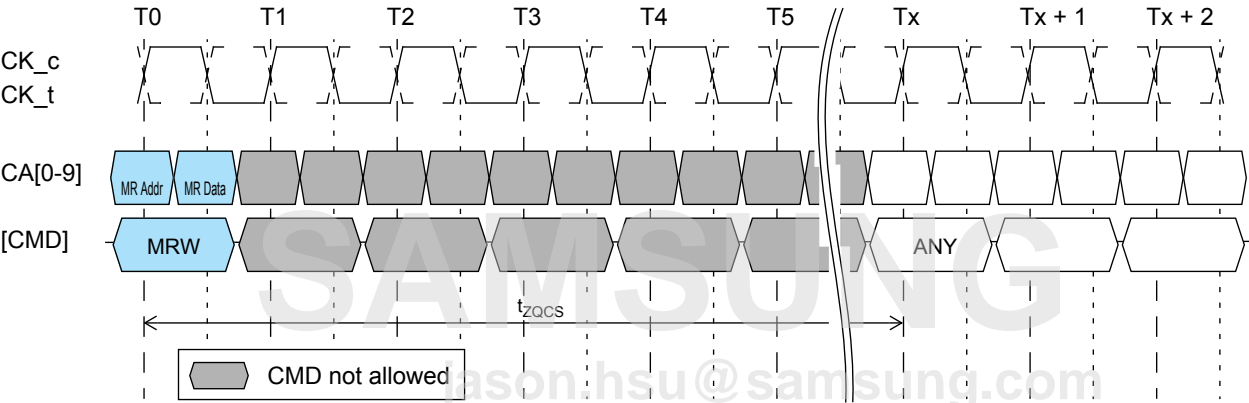 T0 T1 T2 T3 T4 T5 Tx Tx + 1 Tx + 2
CK_c
CK_t
CA[0-9] MR Addr MR Data
[CMD] MRW ANY
tZQCS
CMD not allowed
SAMSUNG
jason.hsu@samsung.com